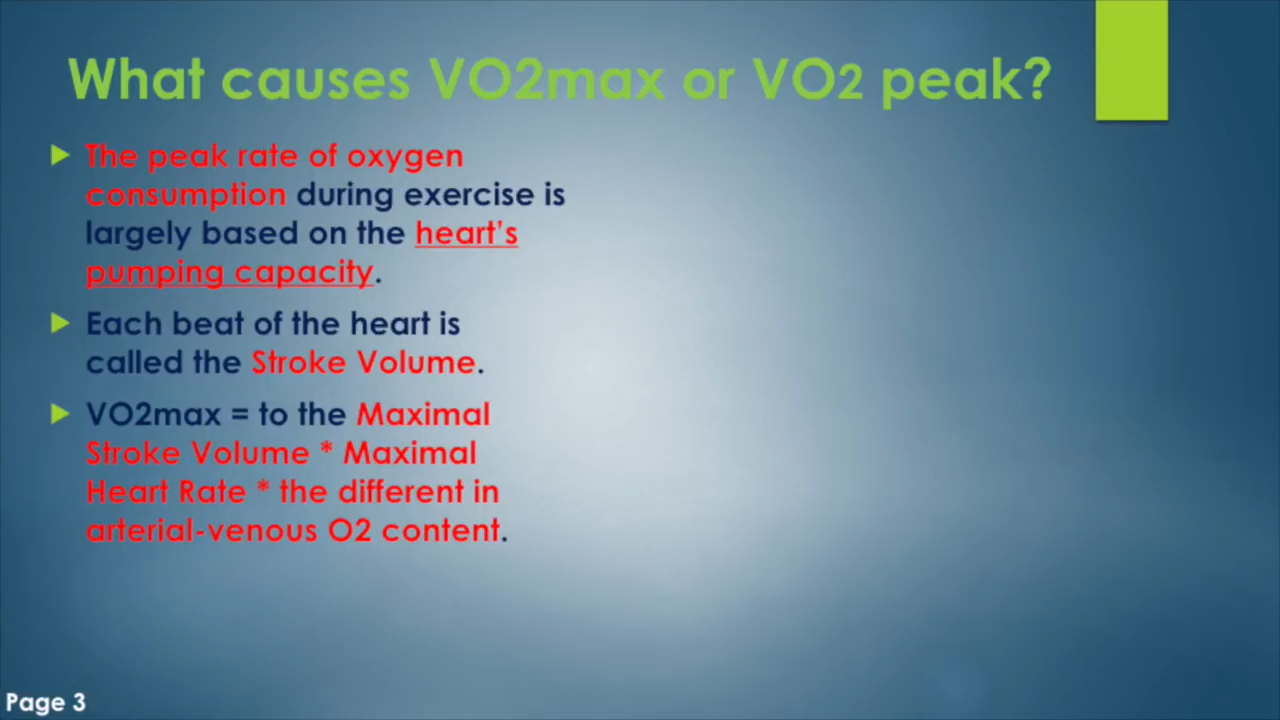 What causes VO2max or VO2 peak?
The peak rate of oxygen
consumption during exercise is
largely based on the heart's
pumping capacity.
Each beat of the heart is
called the Stroke Volume.
VO2max = to the Maximal
Stroke Volume * Maximal
Heart Rate * the different in
arterial-venous O2 content.
Page 3